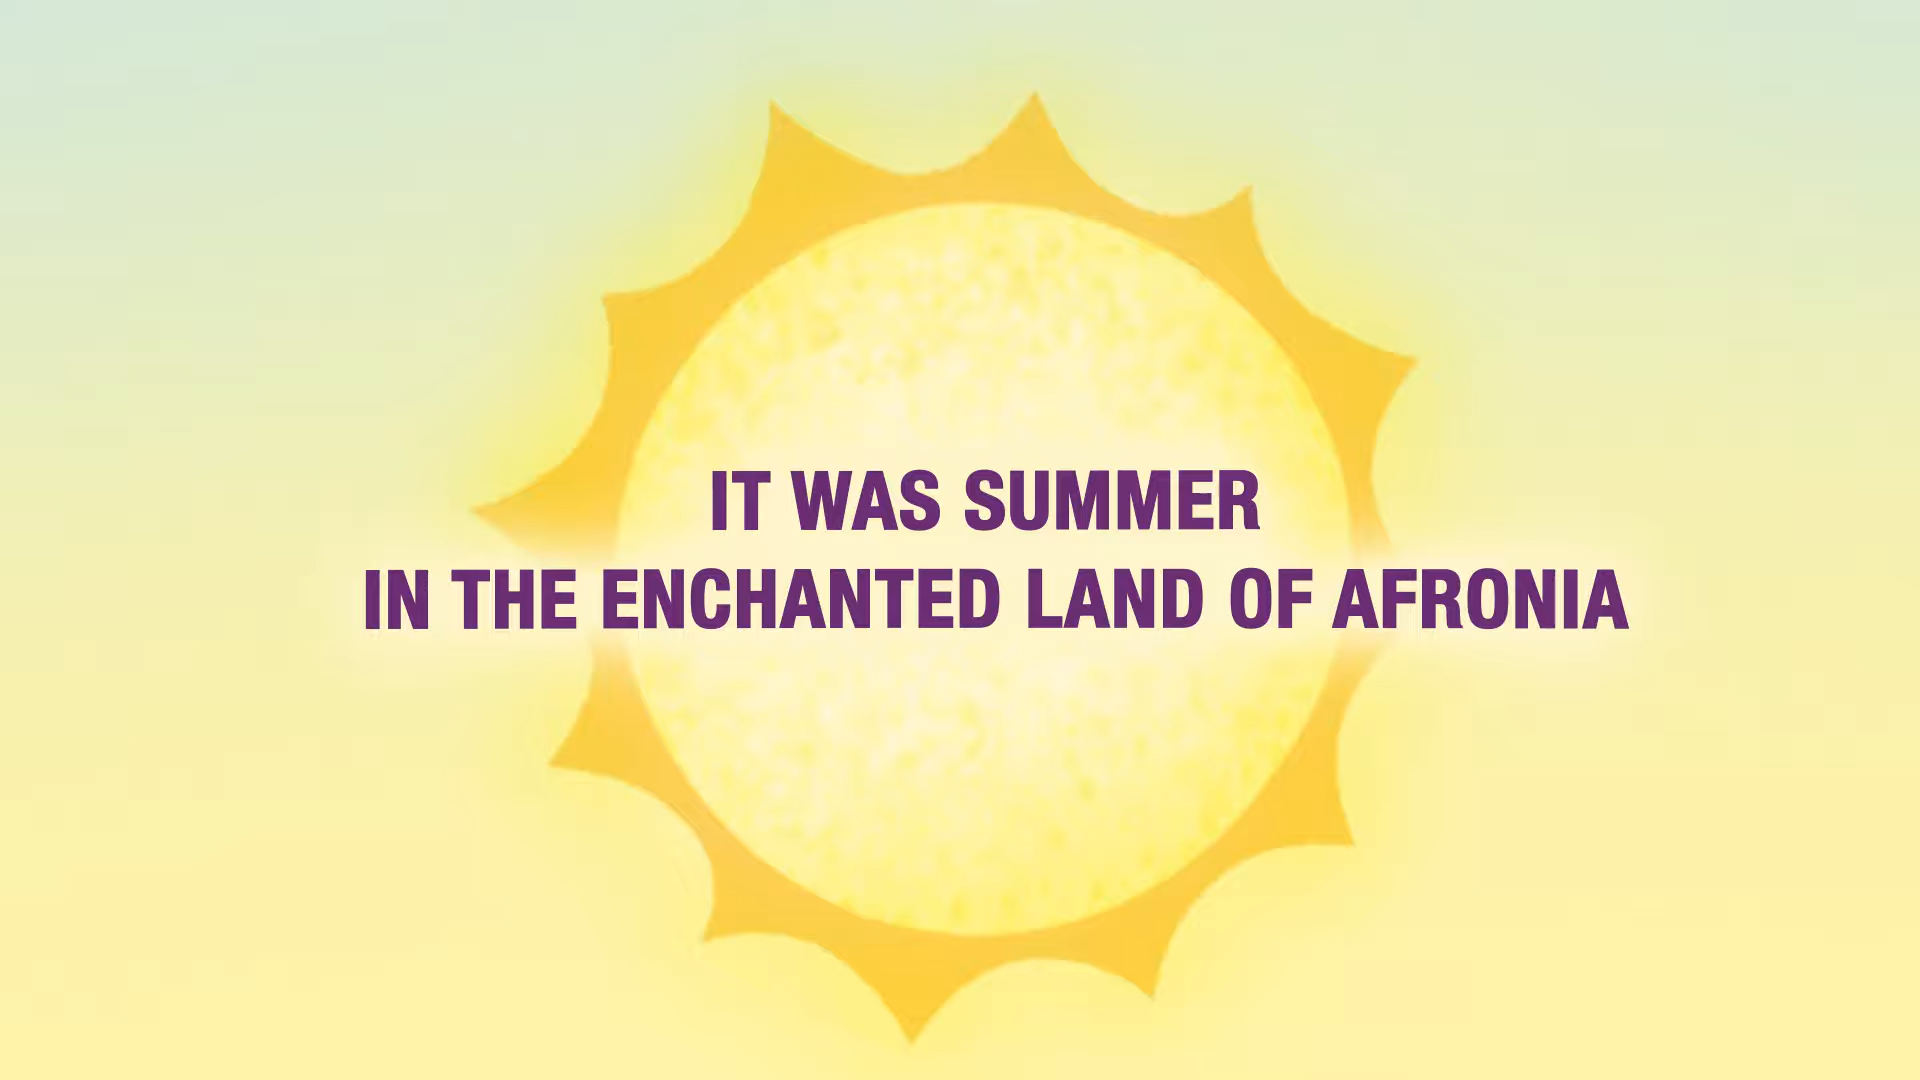 IT WAS SUMMER
IN THE ENCHANTED LAND OF AFRONIA